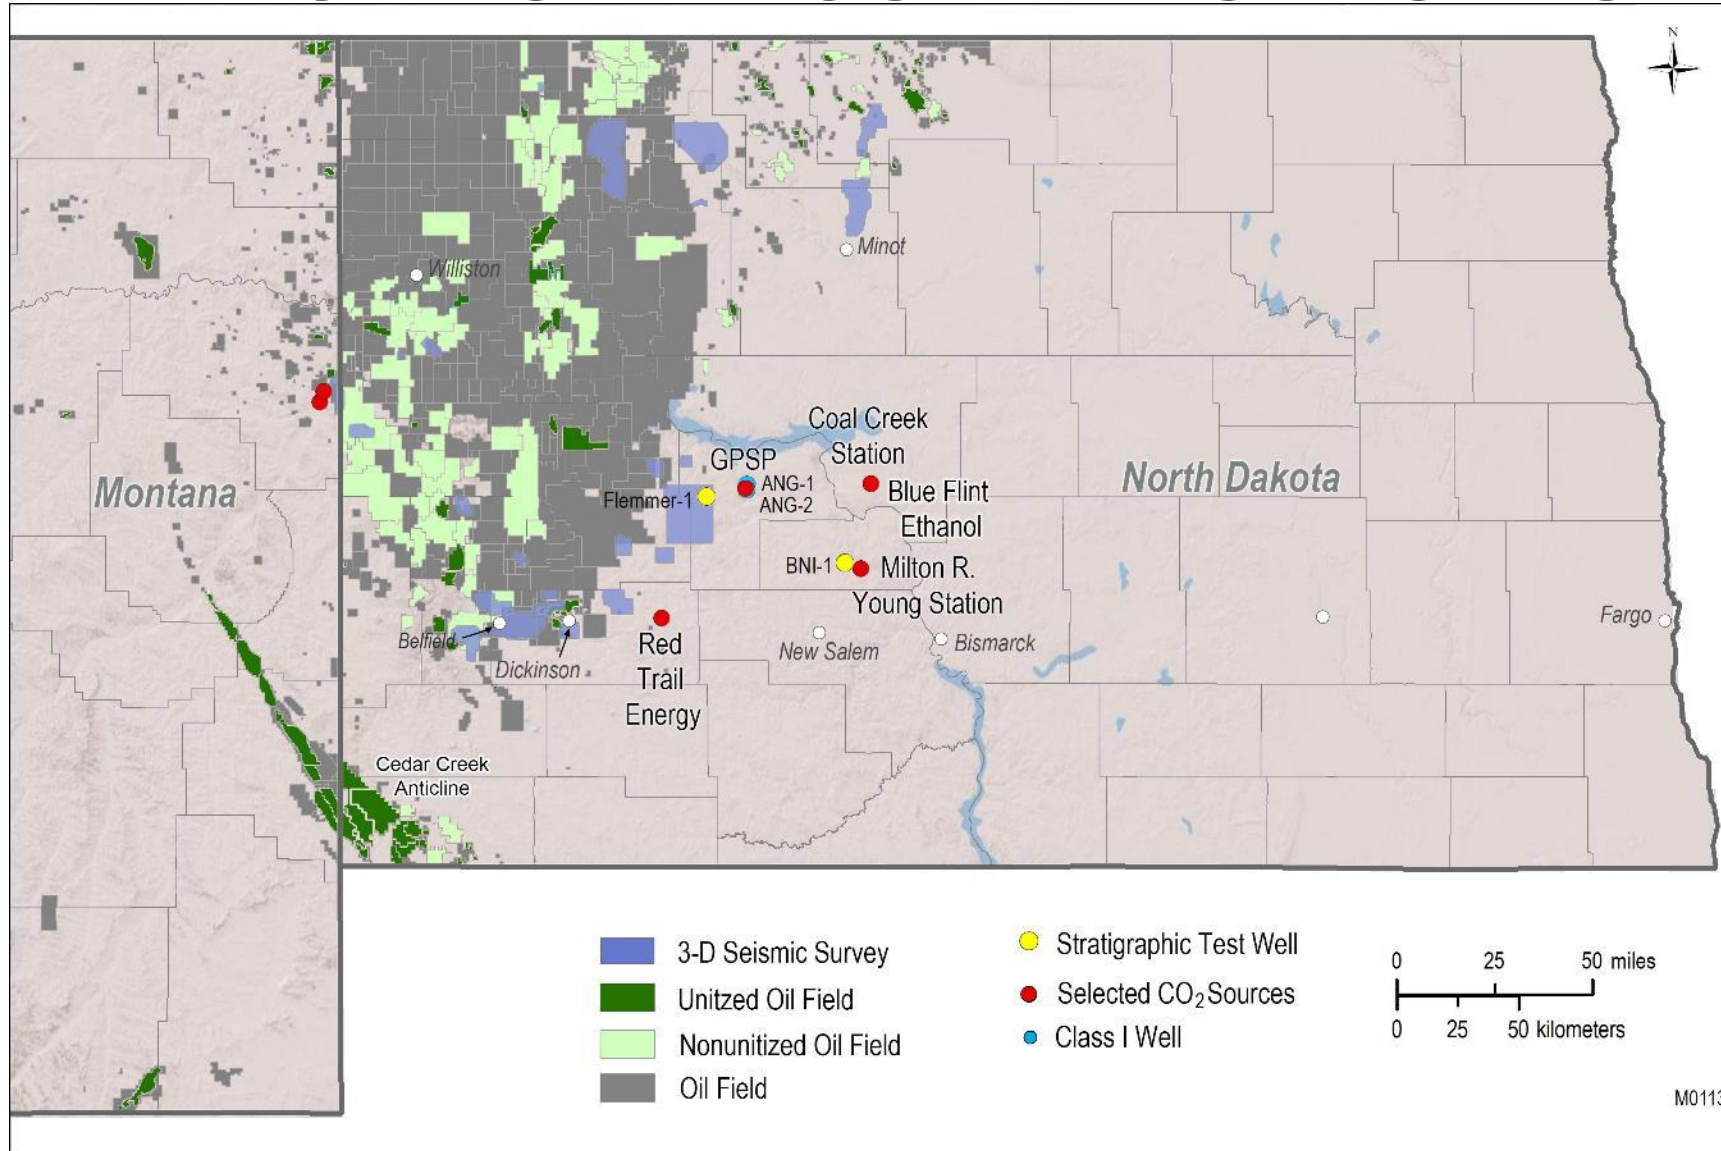 N
Minot
Williston
Coal Creek
Station
GPSP
ANG-1
ANG-2
Flemmer-1
Montana
North Dakota
Blue Flint
Ethanol
BNI-1
Milton R.
Young Station
Belfield
Dickinson
Red
Trail
Energy
New Salem
Bismarck
Fargo
Cedar Creek
Anticline
3-D Seismic Survey
Unitzed Oil Field
Nonunitized Oil Field
Oil Field
Stratigraphic Test Well
Selected CO₂ Sources
Class I Well
0 25 50 miles
0 25 50 kilometers
M0113